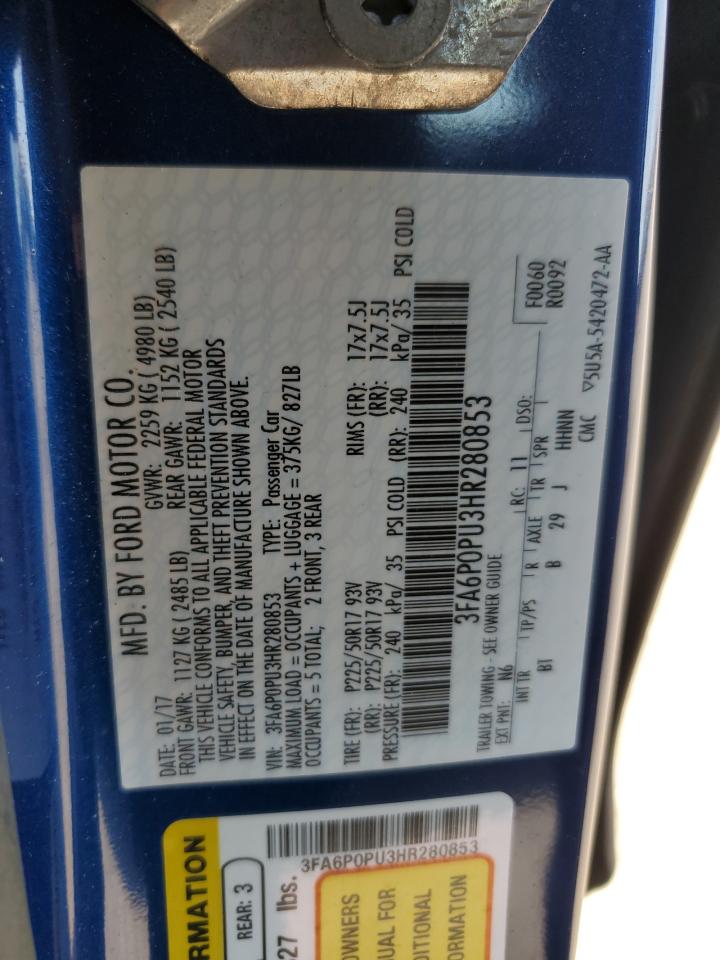 MFD. BY FORD MOTOR CO.
DATE: 01/17 GVWR: 2259 KG ( 4980 LB)
FRONT GAWR: 1127 KG ( 2485 LB) REAR GAWR: 1152 KG ( 2540 LB)
THIS VEHICLE CONFORMS TO ALL APPLICABLE FEDERAL MOTOR
VEHICLE SAFETY, BUMPER, AND THEFT PREVENTION STANDARDS
IN EFFECT ON THE DATE OF MANUFACTURE SHOWN ABOVE.
VIN: 3FA6P0PU3HR280853 TYPE: Passenger Car
MAXIMUM LOAD = OCCUPANTS + LUGGAGE = 375KG/ 827LB
OCCUPANTS = 5 TOTAL; 2 FRONT, 3 REAR
TIRE (FR): P225/50R17 93V RIMS (FR): 17x7.5J
(RR): P225/50R17 93V (RR): 17x7.5J
PRESSURE (FR): 240 kPa/ 35 PSI COLD (RR): 240 kPa/ 35 PSI COLD
3FA6P0PU3HR280853
TRAILER TOWING - SEE OWNER GUIDE
EXT PNT: N6 RC: 11 DSO: F0060
R0092
INT TR TP/PS R AXLE TR SPR
BT B 29 J HHNN
CMC ▽5U5A-5420472-AA
RMATION
REAR: 3
27 lbs.
3FA6P0PU3HR280853
OWNERS
UAL FOR
DITIONAL
ORMATION